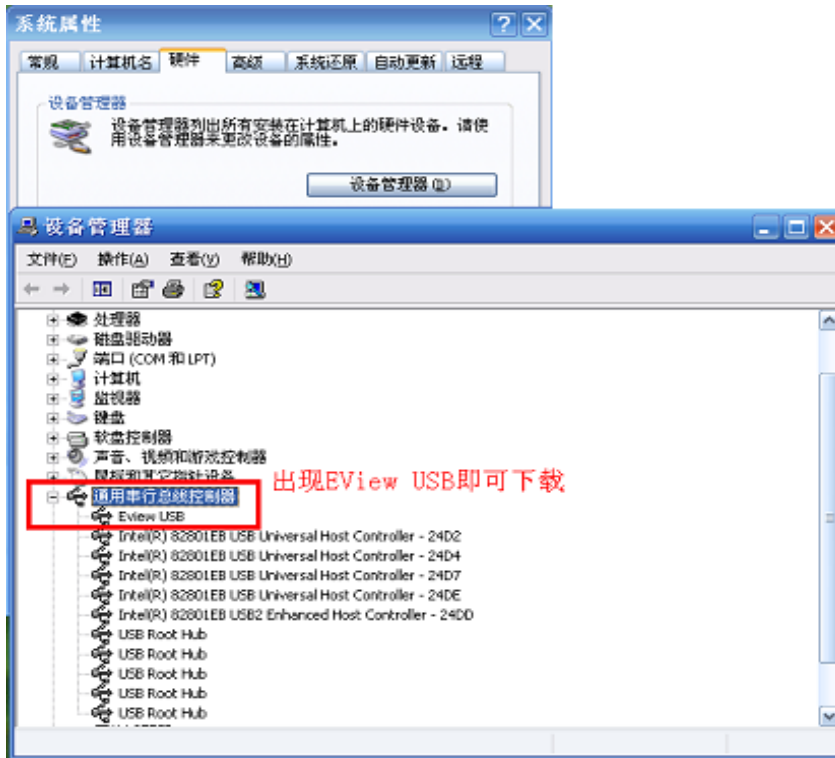 系统属性
常规 计算机名 硬件 高级 系统还原 自动更新 远程
设备管理器
设备管理器列出所有安装在计算机上的硬件设备。请使
用设备管理器来更改设备的属性。
设备管理器(D)
设备管理器
文件(F) 操作(A) 查看(V) 帮助(H)
处理器
磁盘驱动器
端口 (COM 和 LPT)
计算机
监视器
键盘
软盘控制器
声音、视频和游戏控制器
鼠标和其它指针设备
出现EView USB即可下载
通用串行总线控制器
Eview USB
Intel(R) 82801EB USB Universal Host Controller - 24D2
Intel(R) 82801EB USB Universal Host Controller - 24D4
Intel(R) 82801EB USB Universal Host Controller - 24D7
Intel(R) 82801EB USB Universal Host Controller - 24DE
Intel(R) 82801EB USB2 Enhanced Host Controller - 24DD
USB Root Hub
USB Root Hub
USB Root Hub
USB Root Hub
USB Root Hub